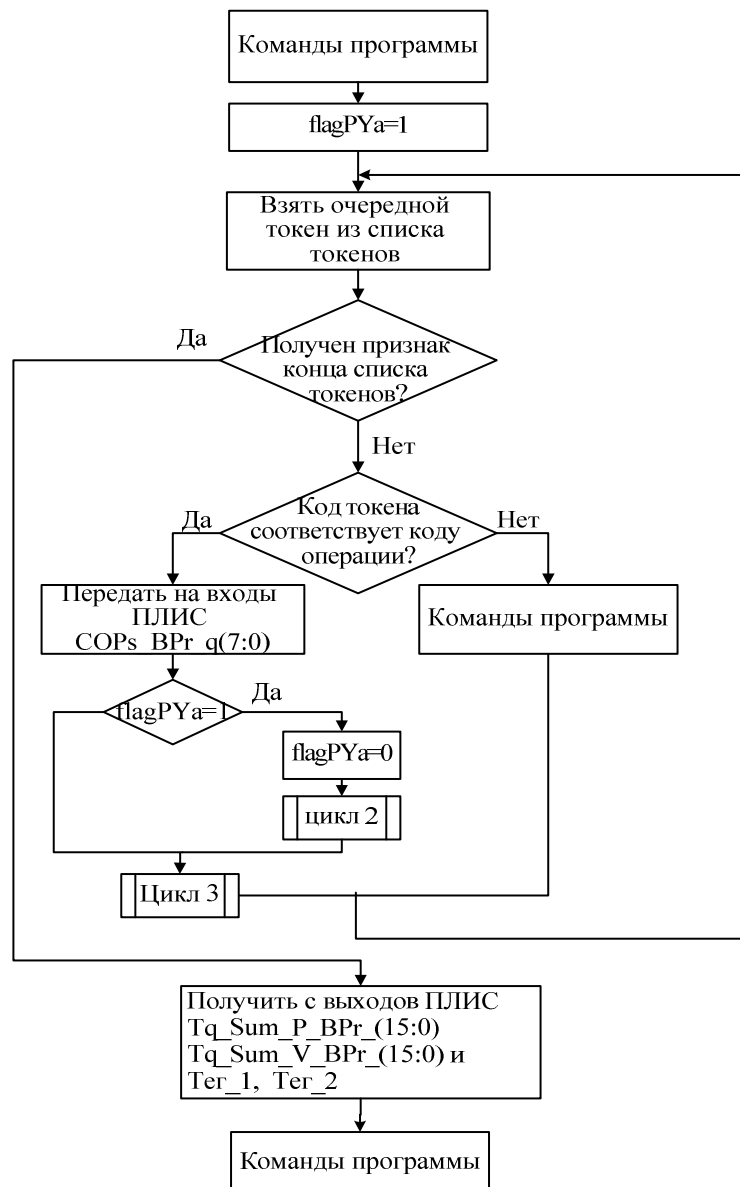 Команды программы
flagPYa=1
Взять очередной
токен из списка
токенов
Да
Получен признак
конца списка
токенов?
Нет
Код токена
соответствует коду
операции?
Да
Нет
Передать на входы
ПЛИС
COPs_BPr_q(7:0)
Команды программы
flagPYa=1
Да
flagPYa=0
цикл 2
Цикл 3
Получить с выходов ПЛИС
Tq_Sum_P_BPr_(15:0)
Tq_Sum_V_BPr_(15:0) и
Тег_1, Тег_2
Команды программы